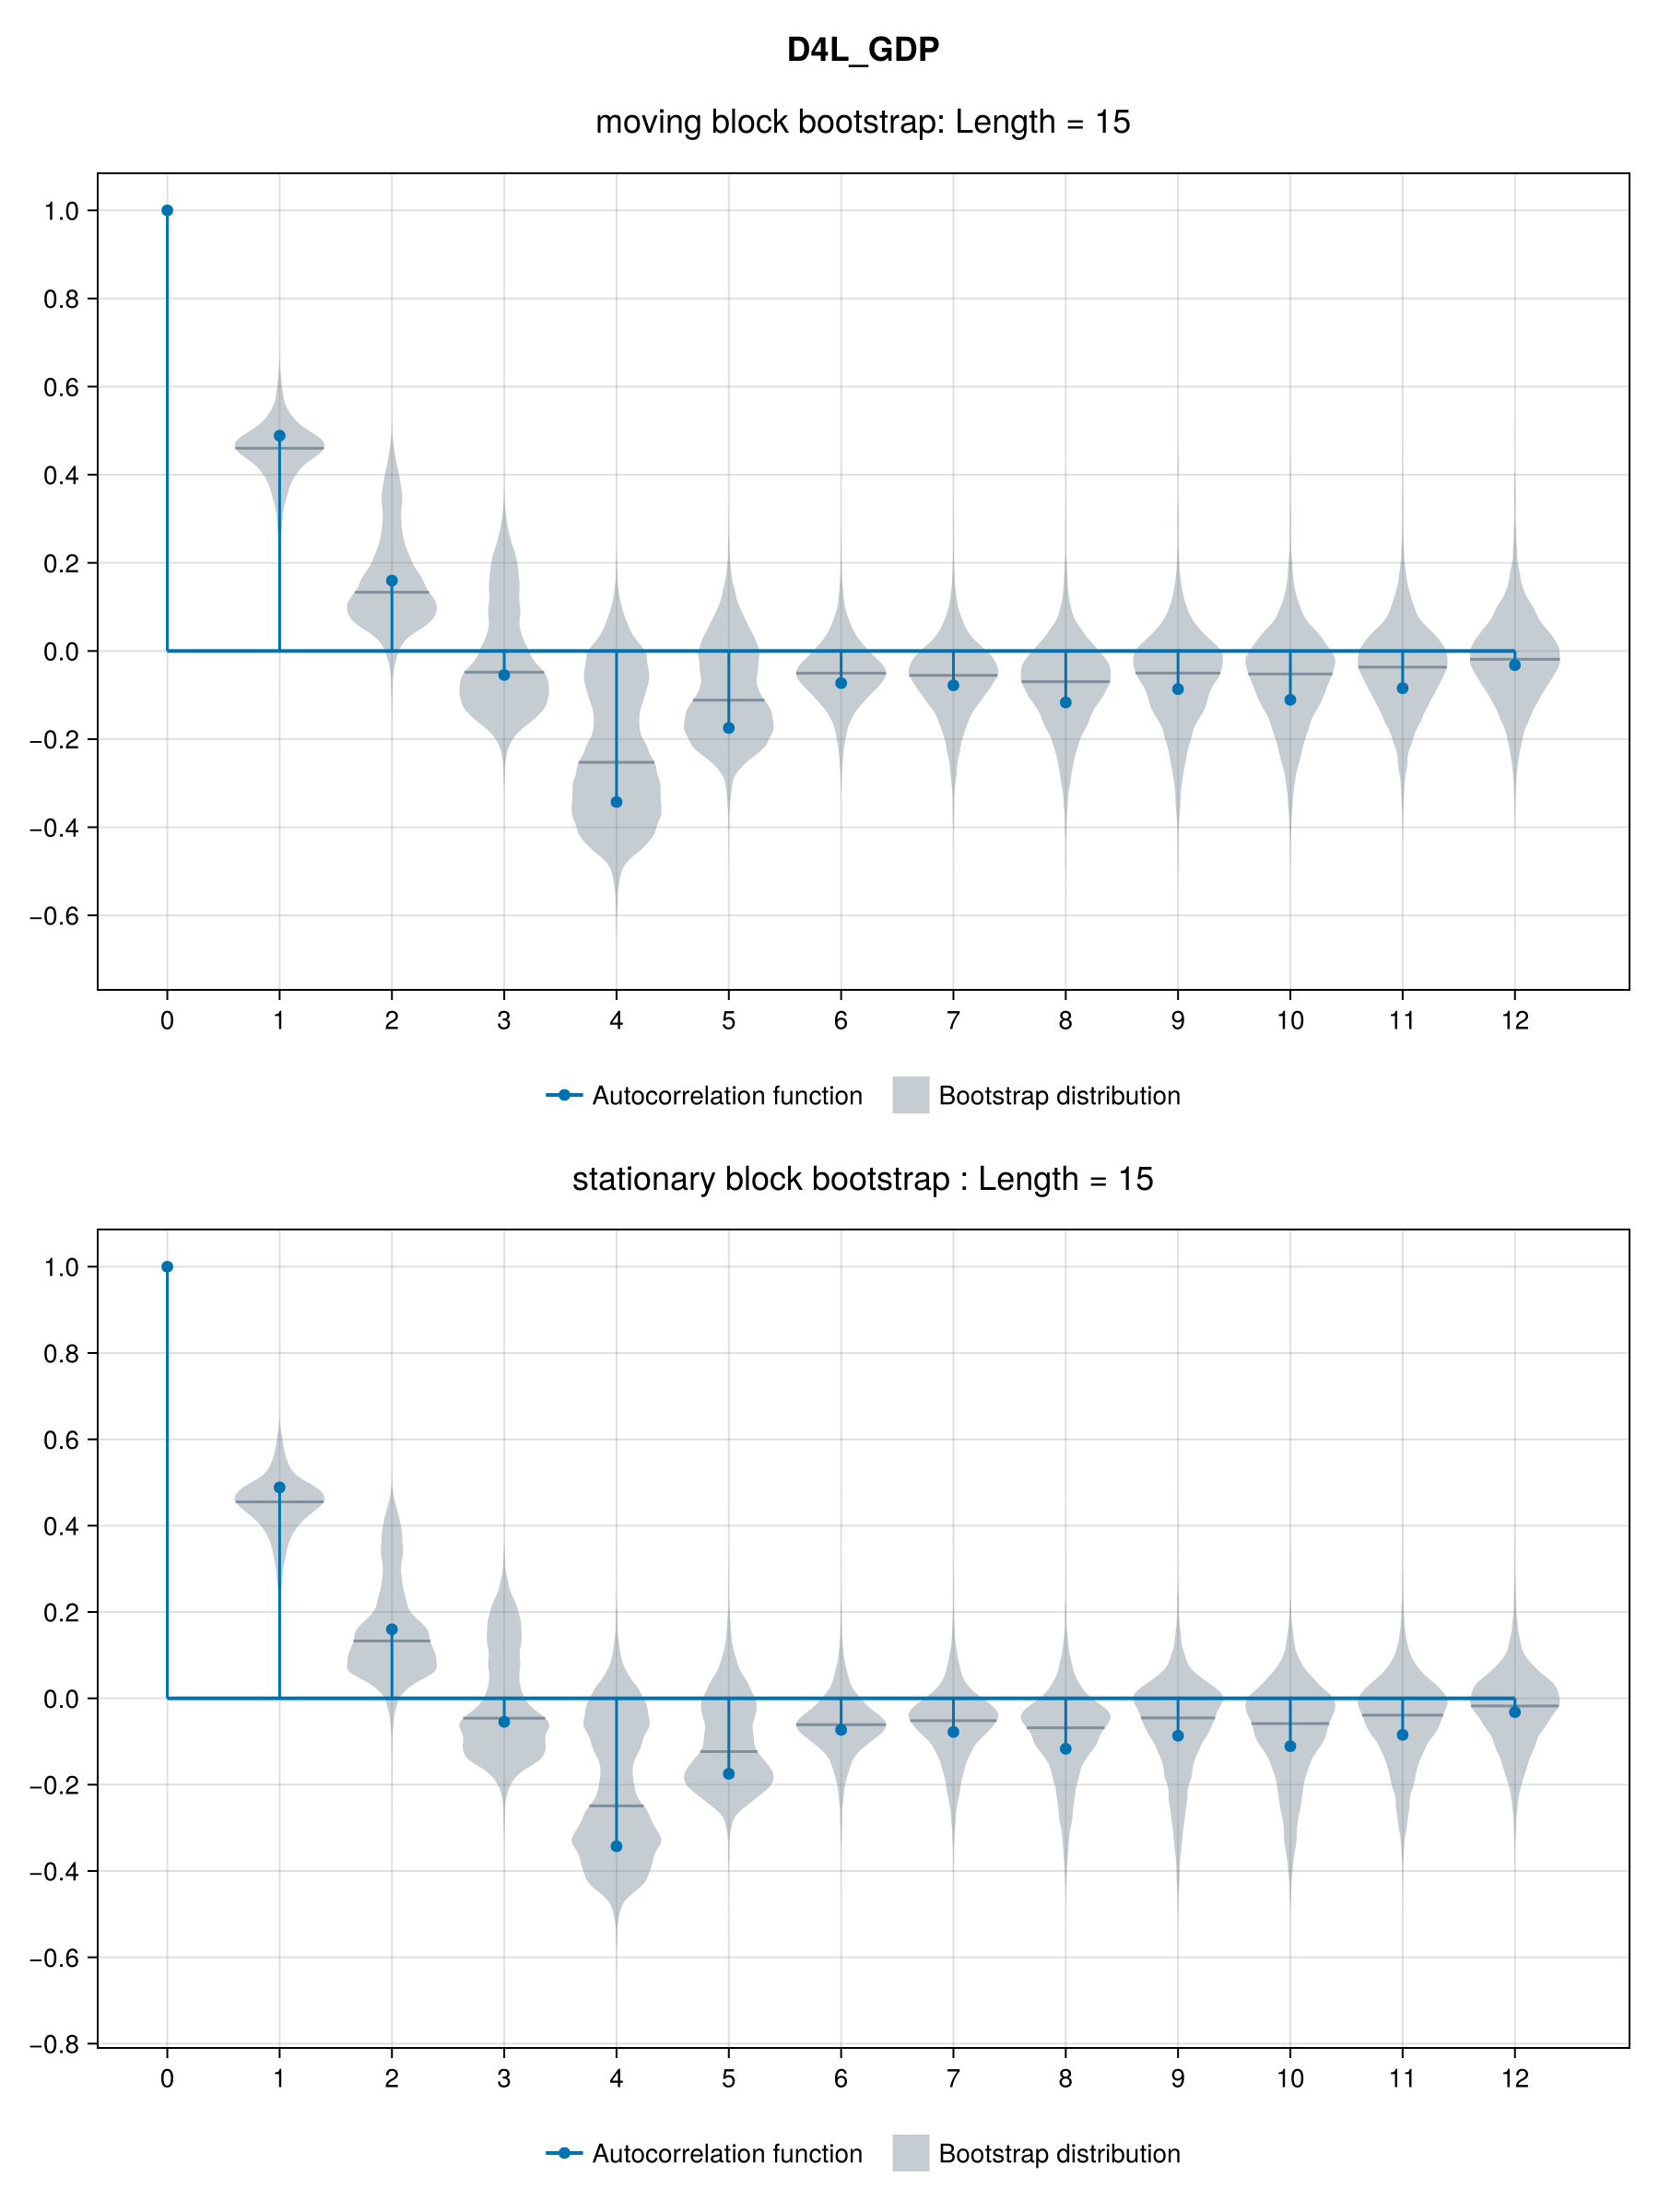 D4L_GDP
moving block bootstrap: Length = 15
1.0
0.8
0.6
0.4
0.2
0.0
−0.2
−0.4
−0.6
0 1 2 3 4 5 6 7 8 9 10 11 12
Autocorrelation function Bootstrap distribution
stationary block bootstrap : Length = 15
1.0
0.8
0.6
0.4
0.2
0.0
−0.2
−0.4
−0.6
−0.8
0 1 2 3 4 5 6 7 8 9 10 11 12
Autocorrelation function Bootstrap distribution